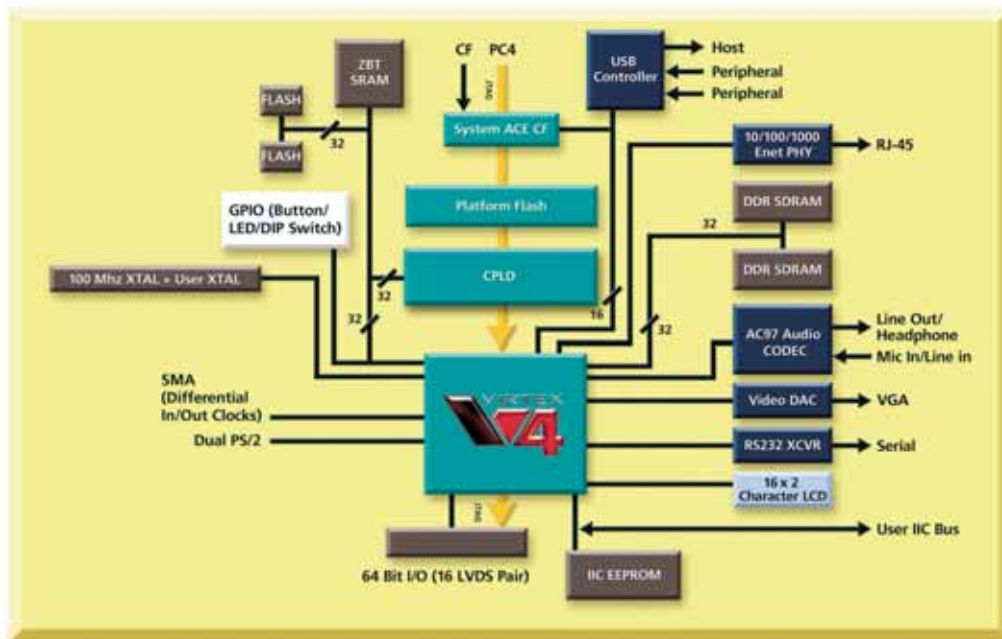 CF
PC4
JTAG
ZBT
SRAM
USB
Controller
Host
Peripheral
Peripheral
FLASH
FLASH
32
System ACE CF
10/100/1000
Enet PHY
RJ-45
Platform Flash
GPIO (Button/
LED/DIP Switch)
DDR SDRAM
32
DDR SDRAM
CPLD
100 Mhz XTAL + User XTAL
32
32
16
32
AC97 Audio
CODEC
Line Out/
Headphone
Mic In/Line in
SMA
(Differential
In/Out Clocks)
Dual PS/2
VIRTEX
V4
Video DAC
VGA
RS232 XCVR
Serial
16 x 2
Character LCD
JTAG
User IIC Bus
64 Bit I/O (16 LVDS Pair)
IIC EEPROM